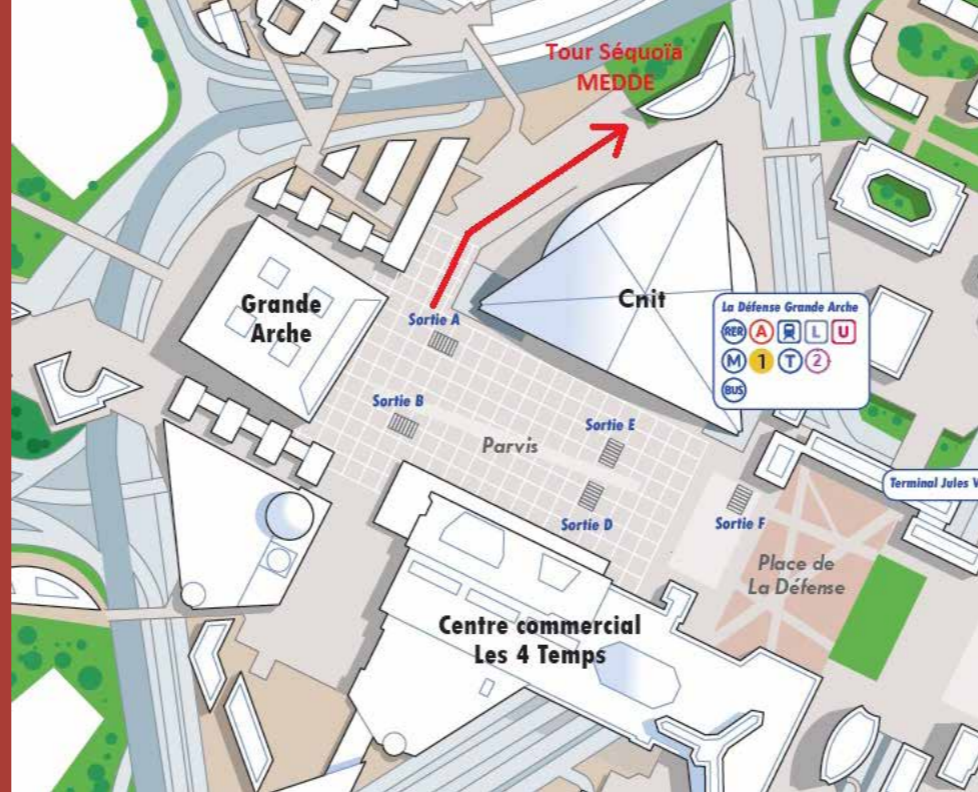 Tour Séquoïa
MEDDE
Grande
Arche
Cnit
La Défense Grande Arche
RER A L U
M 1 T 2
BUS
Sortie A
Sortie B
Parvis
Sortie E
Sortie D
Sortie F
Terminal Jules V
Place de
La Défense
Centre commercial
Les 4 Temps